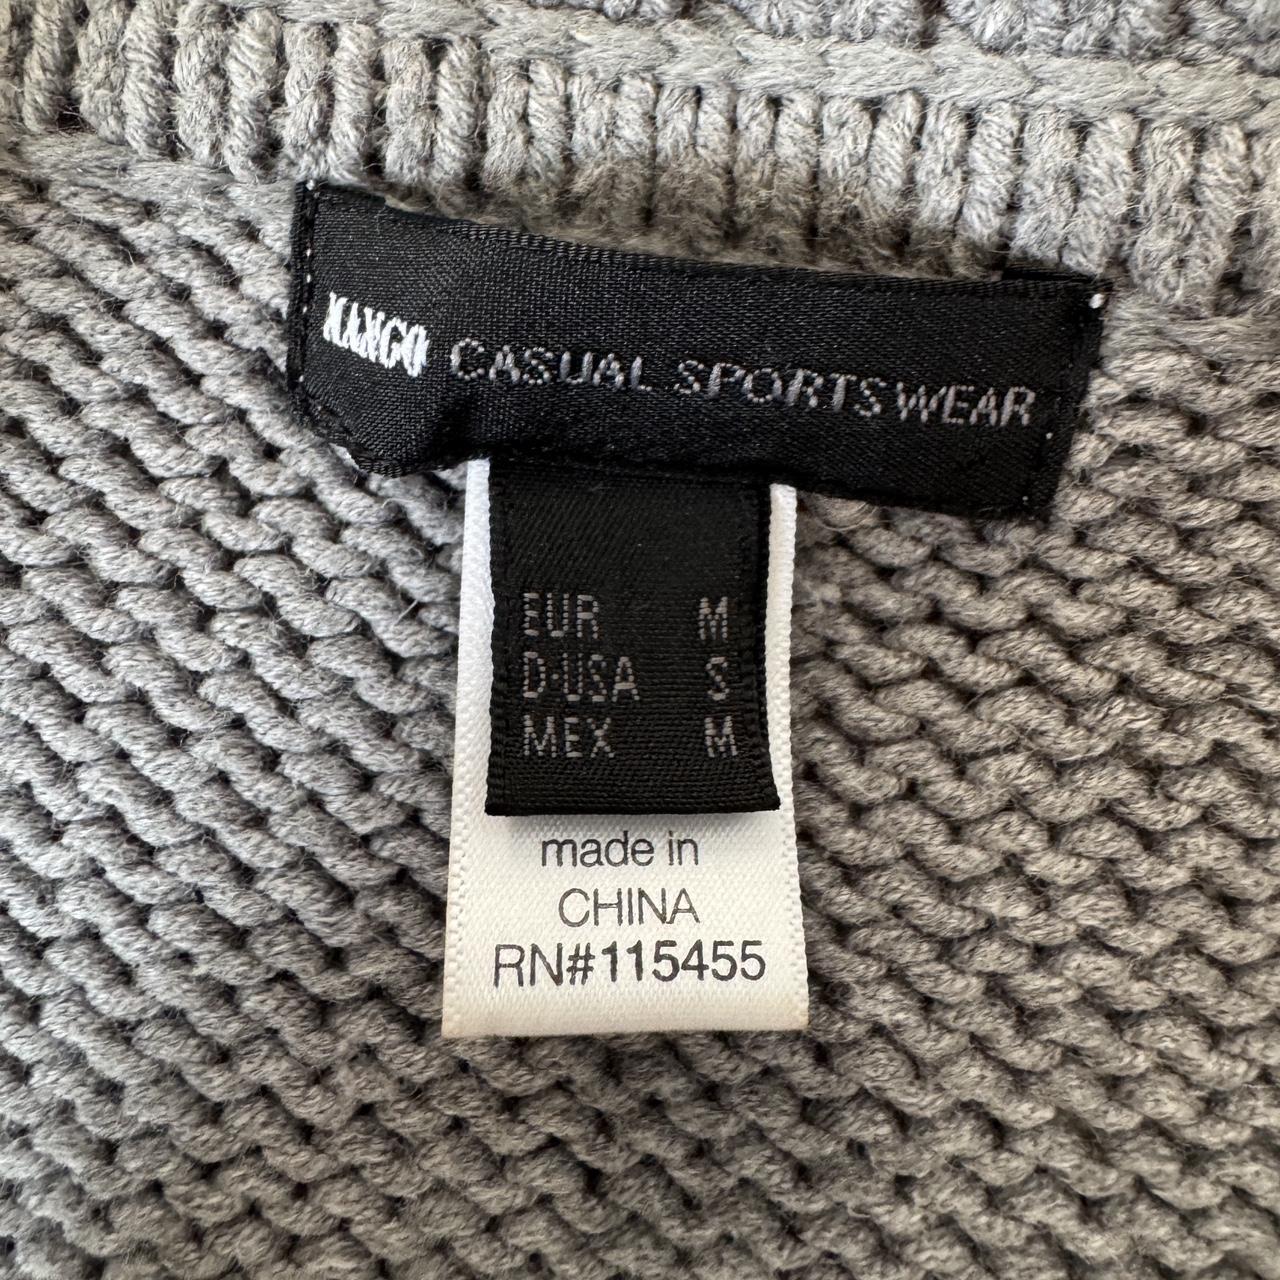 MANGO CASUAL SPORTSWEAR
EUR M
D·USA S
MEX M
made in
CHINA
RN#115455